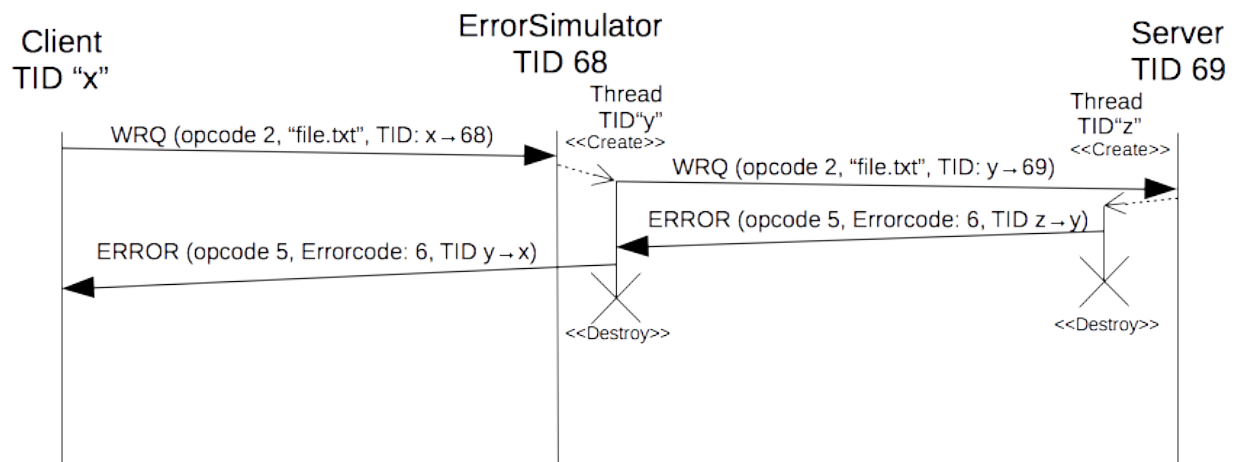 Client
TID “x”
ErrorSimulator
TID 68
Server
TID 69
Thread
TID“y”
<<Create>>
Thread
TID“z”
<<Create>>
WRQ (opcode 2, “file.txt”, TID: x→68)
WRQ (opcode 2, “file.txt”, TID: y→69)
ERROR (opcode 5, Errorcode: 6, TID z→y)
ERROR (opcode 5, Errorcode: 6, TID y→x)
<<Destroy>>
<<Destroy>>